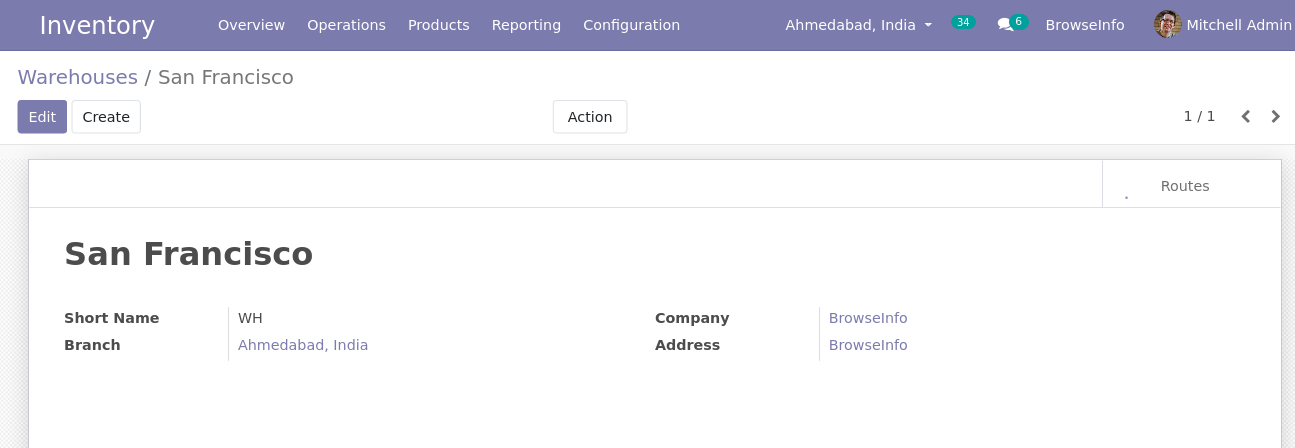 Inventory Overview Operations Products Reporting Configuration Ahmedabad, India 34 6 BrowseInfo Mitchell Admin
Warehouses / San Francisco
Edit Create Action 1 / 1
Routes
San Francisco
Short Name WH Company BrowseInfo
Branch Ahmedabad, India Address BrowseInfo